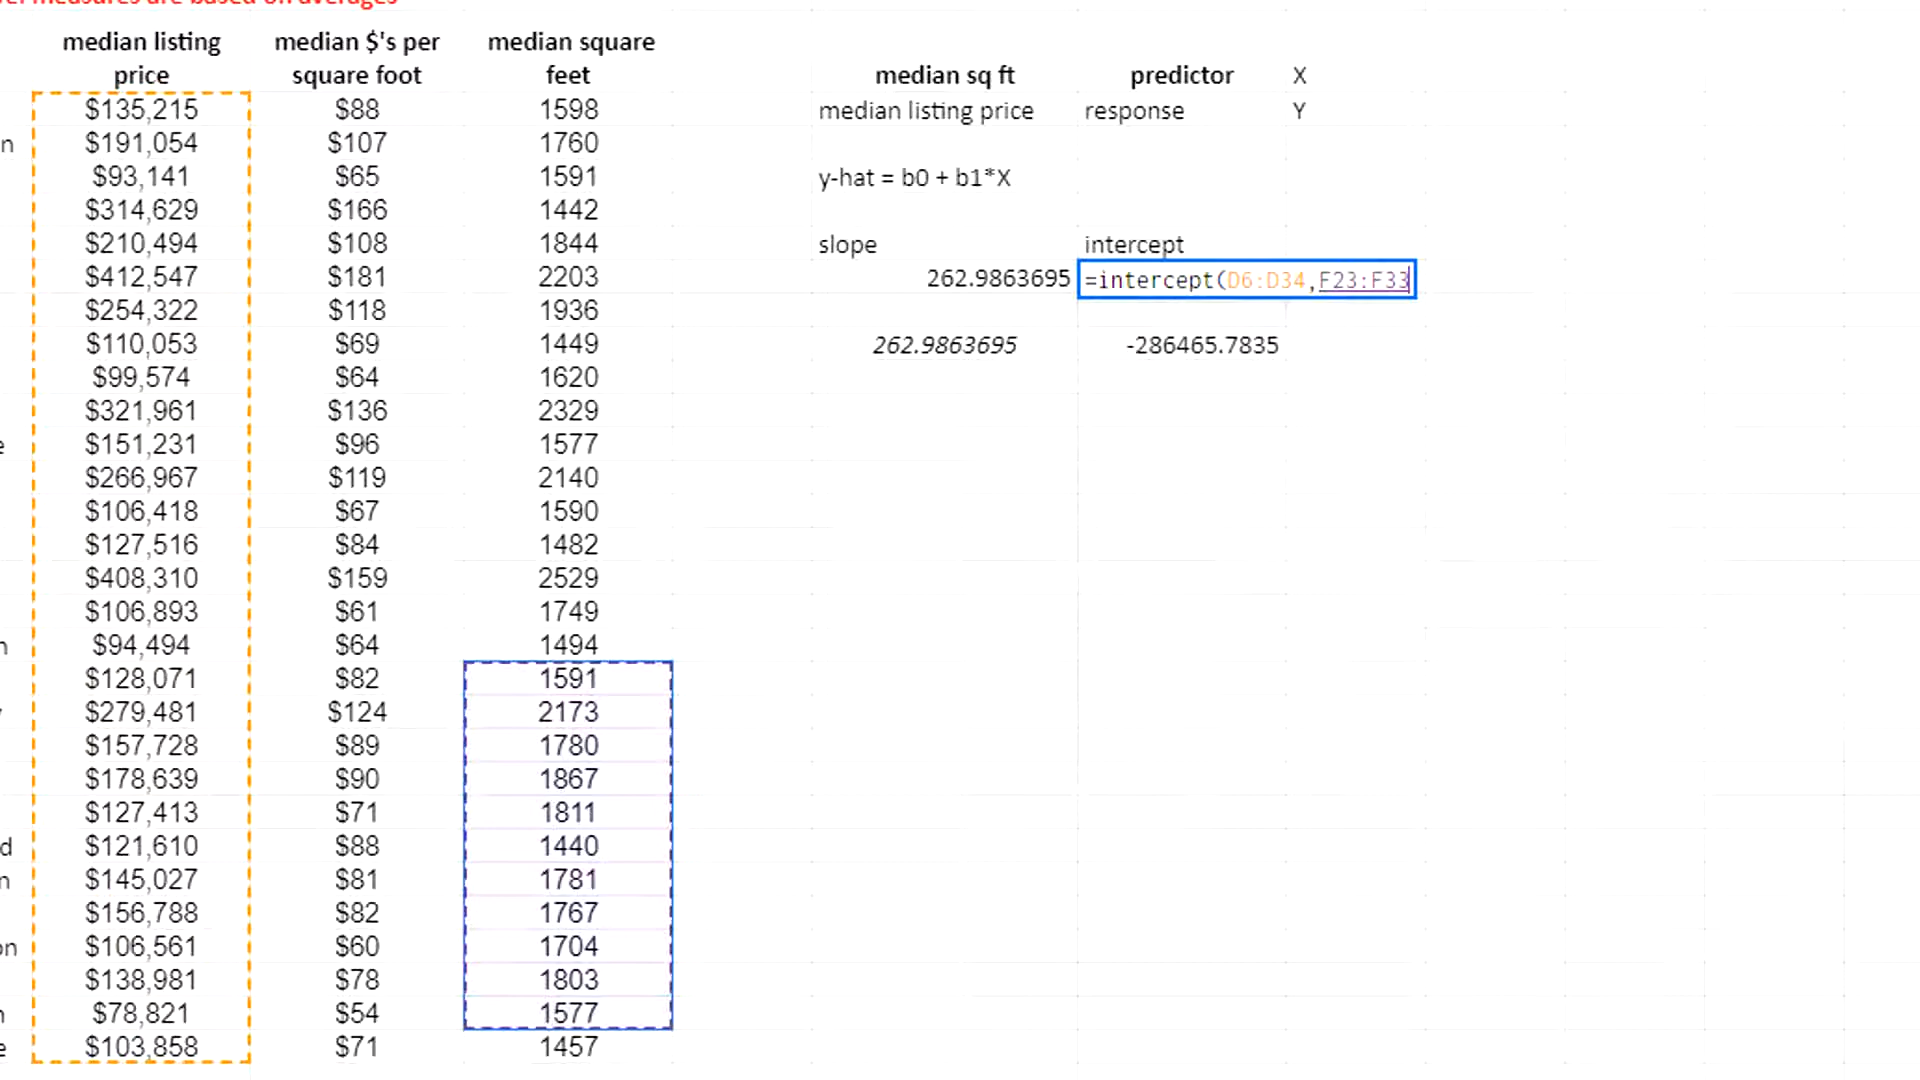 measures are based on averages
median listing price median $'s per square foot median square feet
median sq ft predictor X
$135,215 $88 1598 median listing price response Y
n $191,054 $107 1760
$93,141 $65 1591 y-hat = b0 + b1*X
$314,629 $166 1442
$210,494 $108 1844 slope intercept
$412,547 $181 2203 262.9863695 =intercept(D6:D34,F23:F33
$254,322 $118 1936
$110,053 $69 1449 262.9863695 -286465.7835
$99,574 $64 1620
$321,961 $136 2329
e $151,231 $96 1577
$266,967 $119 2140
$106,418 $67 1590
$127,516 $84 1482
$408,310 $159 2529
$106,893 $61 1749
$94,494 $64 1494
$128,071 $82 1591
$279,481 $124 2173
$157,728 $89 1780
$178,639 $90 1867
$127,413 $71 1811
d $121,610 $88 1440
n $145,027 $81 1781
$156,788 $82 1767
on $106,561 $60 1704
$138,981 $78 1803
$78,821 $54 1577
e $103,858 $71 1457